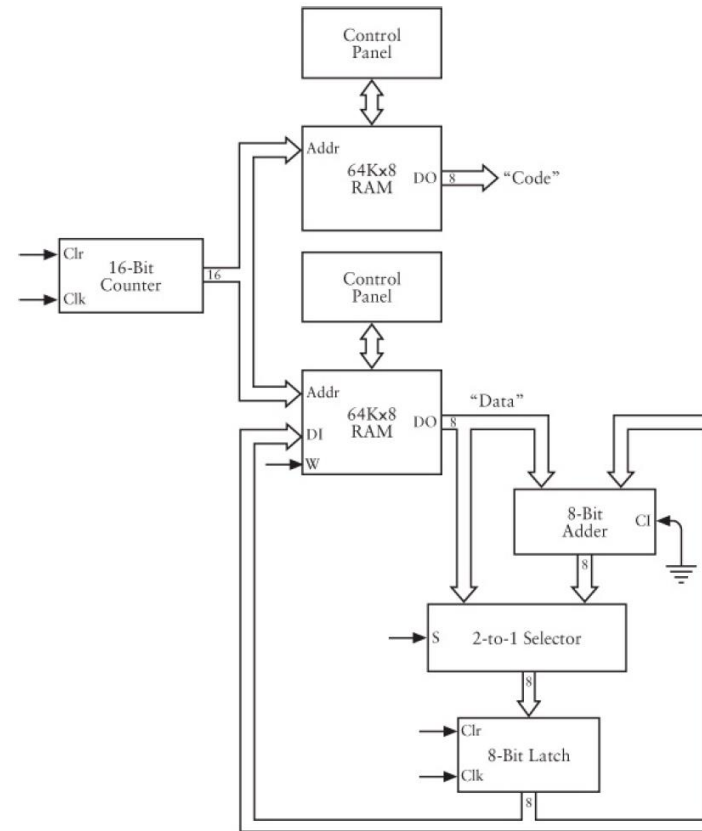 Control
Panel
Addr
64K×8
RAM
DO
8
“Code”
Clr
16-Bit
Counter
Clk
16
Control
Panel
Addr
64K×8
RAM
DI
DO
8
“Data”
W
8-Bit
Adder
CI
8
S
2-to-1 Selector
8
Clr
8-Bit Latch
Clk
8